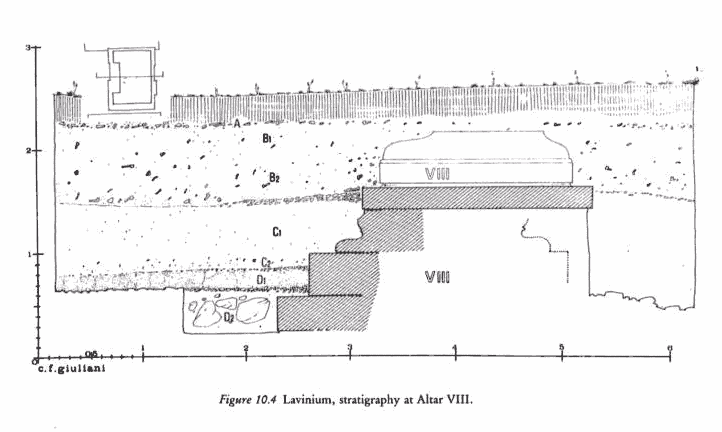 3
A
B1
2
B2
VIII
C1
1
C2
D1
VIII
D2
0
0.5
1
2
3
4
5
6
c.f.giuliani
Figure 10.4 Lavinium, stratigraphy at Altar VIII.